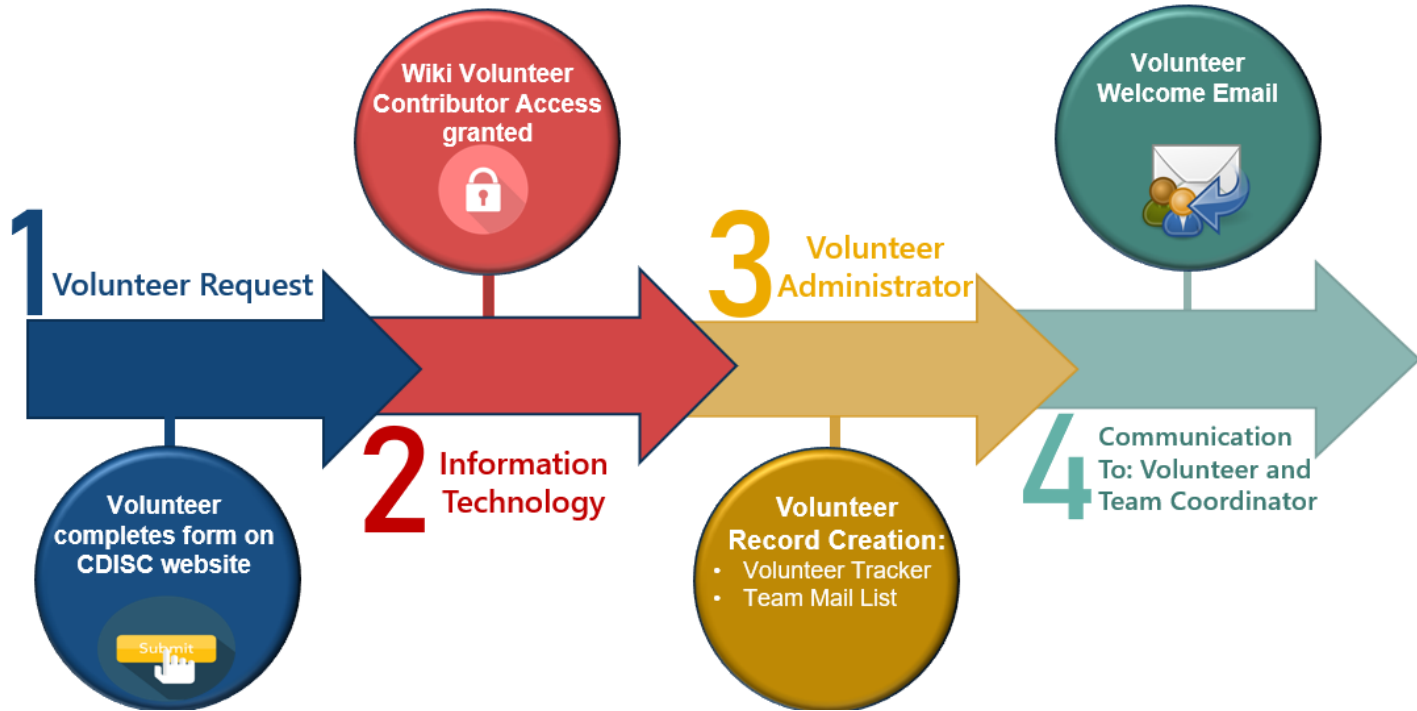 1
Volunteer Request
Volunteer
completes form on
CDISC website
Submit
Wiki Volunteer
Contributor Access
granted
2
Information
Technology
3
Volunteer
Administrator
Volunteer
Record Creation:
• Volunteer Tracker
• Team Mail List
Volunteer
Welcome Email
4
Communication
To: Volunteer and
Team Coordinator